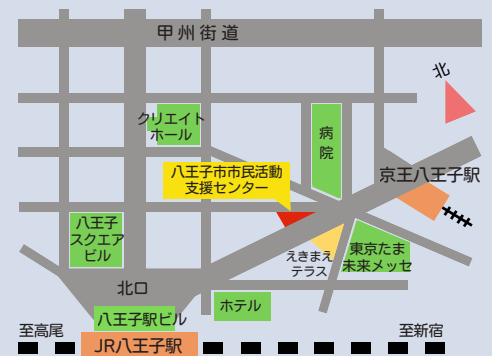 甲州街道
北
クリエイト
ホール
病
院
八王子市市民活動
支援センター
京王八王子駅
八王子
スクエア
ビル
えきまえ
テラス
東京たま
未来メッセ
北口
ホテル
八王子駅ビル
至高尾
至新宿
JR八王子駅